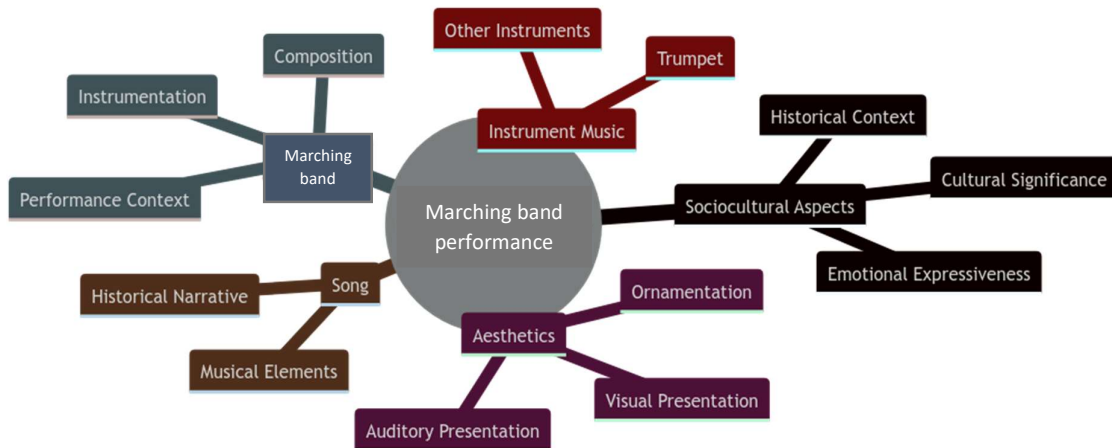 Other Instruments
Composition
Trumpet
Instrumentation
Historical Context
Instrument Music
Marching
band
Cultural Significance
Performance Context
Sociocultural Aspects
Marching band
performance
Emotional Expressiveness
Song
Historical Narrative
Ornamentation
Aesthetics
Musical Elements
Visual Presentation
Auditory Presentation